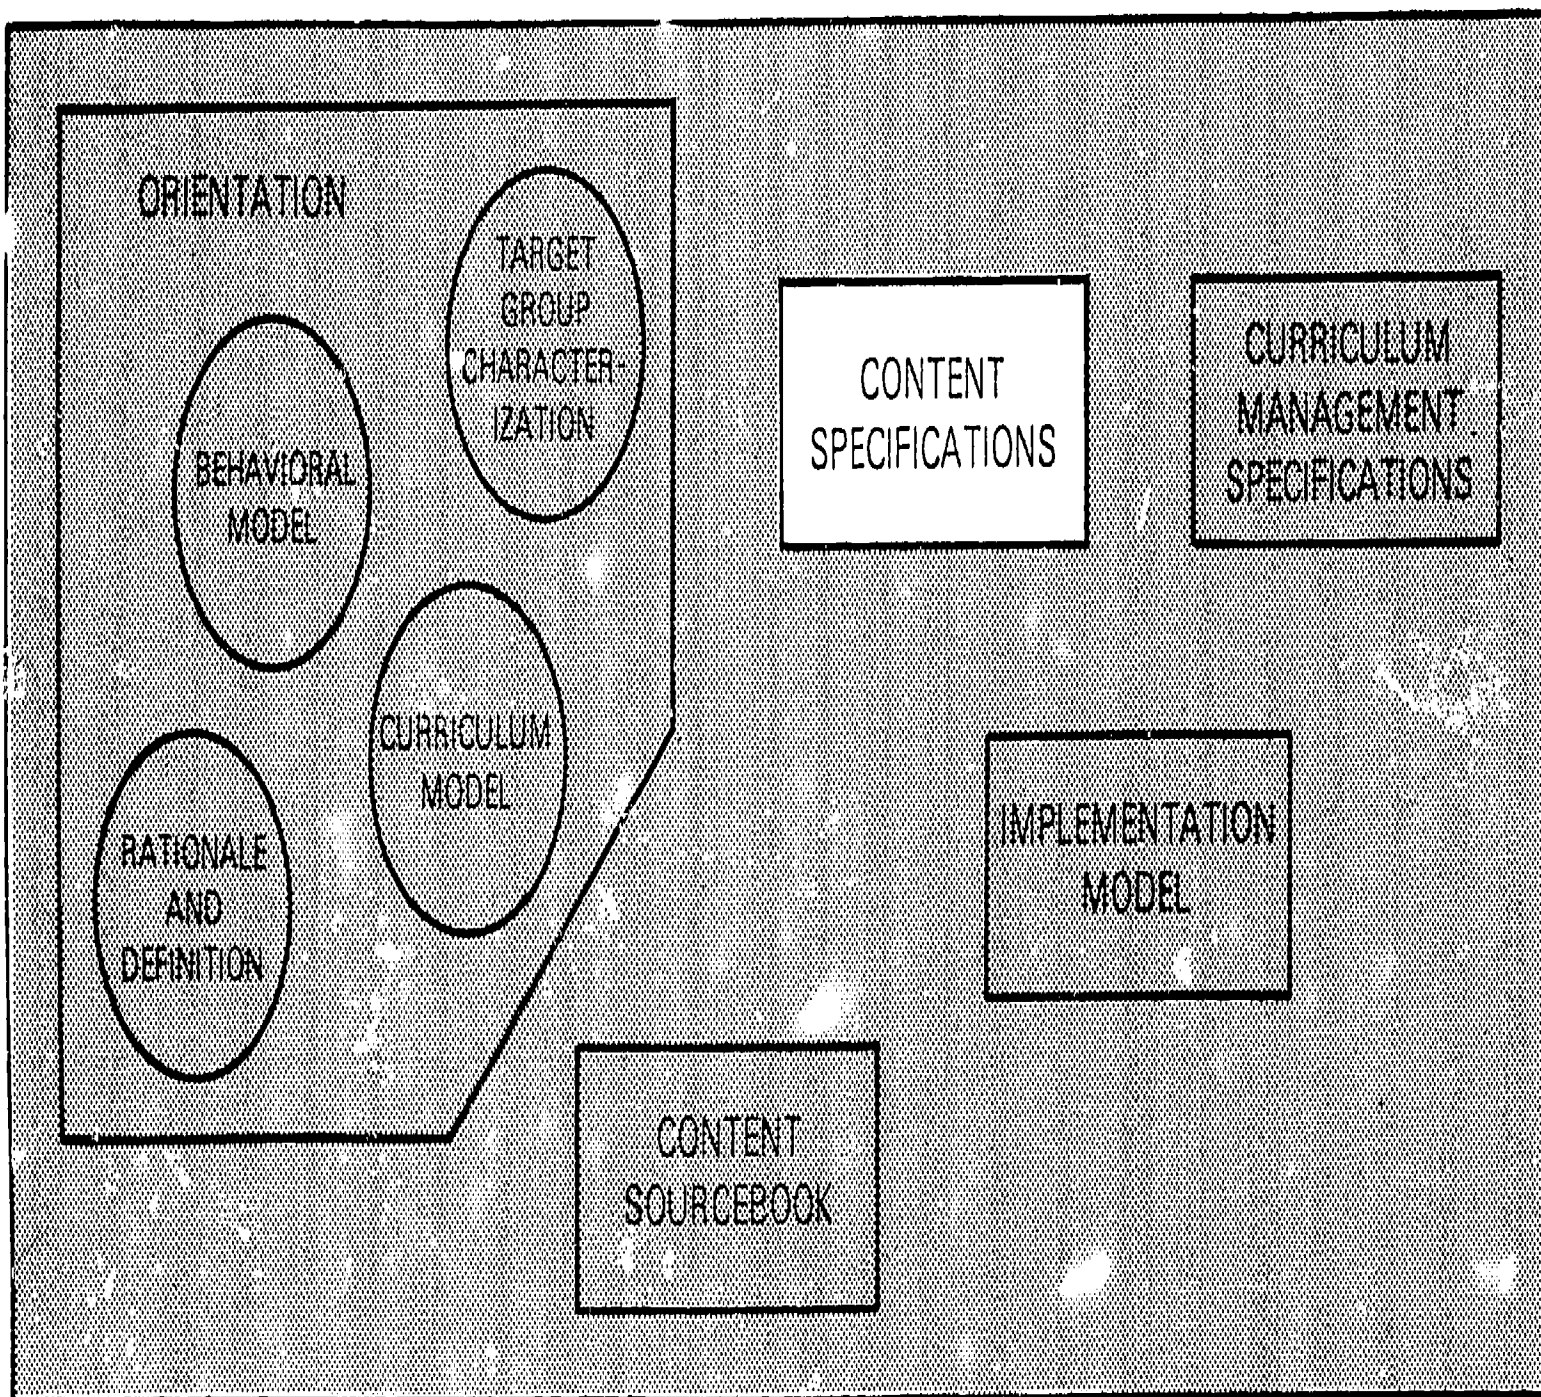 ORIENTATION
TARGET
GROUP
CHARACTER-
IZATION
BEHAVIORAL
MODEL
CURRICULUM
MODEL
RATIONALE
AND
DEFINITION
CONTENT
SPECIFICATIONS
CURRICULUM
MANAGEMENT
SPECIFICATIONS
IMPLEMENTATION
MODEL
CONTENT
SOURCEBOOK